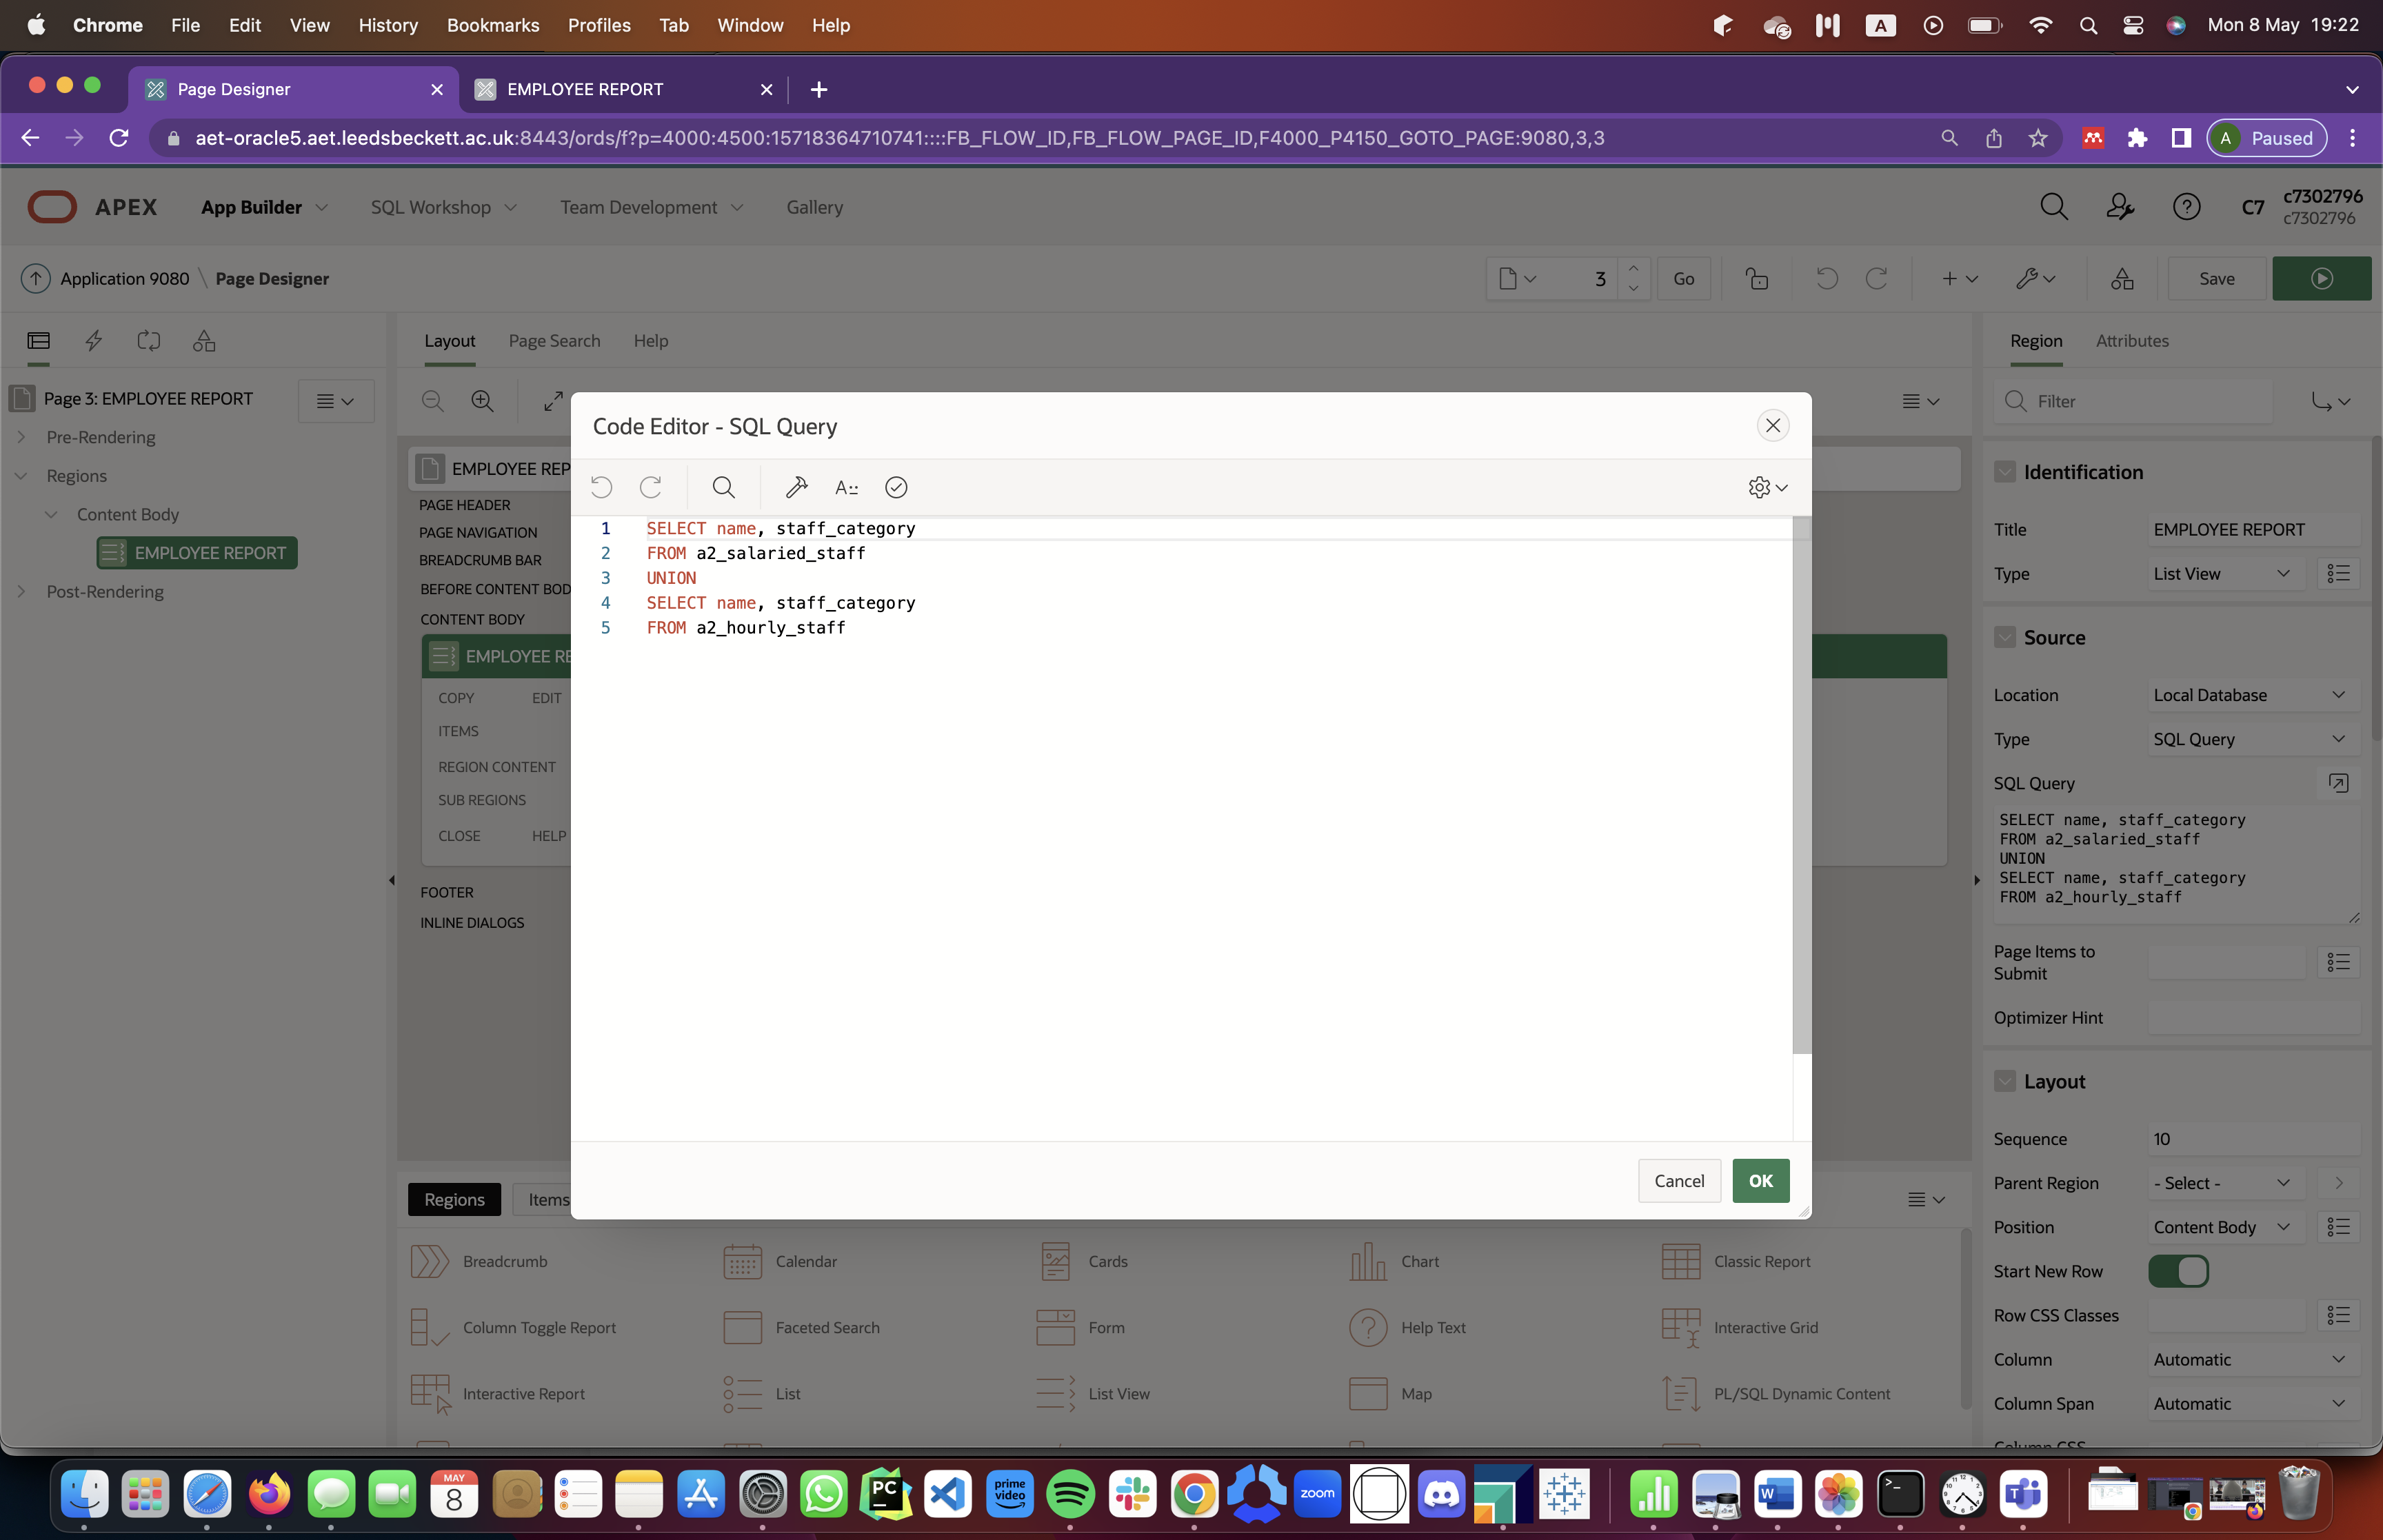 Chrome File Edit View History Bookmarks Profiles Tab Window Help
A
Mon 8 May 19:22
Page Designer
EMPLOYEE REPORT
aet-oracle5.aet.leedsbeckett.ac.uk:8443/ords/f?p=4000:4500:15718364710741::::FB_FLOW_ID,FB_FLOW_PAGE_ID,F4000_P4150_GOTO_PAGE:9080,3,3
A Paused
APEX App Builder SQL Workshop Team Development Gallery
C7 c7302796
c7302796
Application 9080 \ Page Designer
3 Go Save
Layout Page Search Help
Region Attributes
Page 3: EMPLOYEE REPORT
Pre-Rendering
Regions
Content Body
EMPLOYEE REPORT
Post-Rendering
EMPLOYEE REP
PAGE HEADER
PAGE NAVIGATION
BREADCRUMB BAR
BEFORE CONTENT BOD
CONTENT BODY
EMPLOYEE RE
COPY EDIT
ITEMS
REGION CONTENT
SUB REGIONS
CLOSE HELP
FOOTER
INLINE DIALOGS
Code Editor - SQL Query
A::
1 SELECT name, staff_category
2 FROM a2_salaried_staff
3 UNION
4 SELECT name, staff_category
5 FROM a2_hourly_staff
Cancel OK
Regions Items
Breadcrumb Calendar Cards Chart Classic Report
Column Toggle Report Faceted Search Form Help Text Interactive Grid
Interactive Report List List View Map PL/SQL Dynamic Content
Filter
Identification
Title EMPLOYEE REPORT
Type List View
Source
Location Local Database
Type SQL Query
SQL Query
SELECT name, staff_category
FROM a2_salaried_staff
UNION
SELECT name, staff_category
FROM a2_hourly_staff
Page Items to
Submit
Optimizer Hint
Layout
Sequence 10
Parent Region - Select -
Position Content Body
Start New Row
Row CSS Classes
Column Automatic
Column Span Automatic
Column CSS
MAY
8
PC
prime
video
zoom
W
T